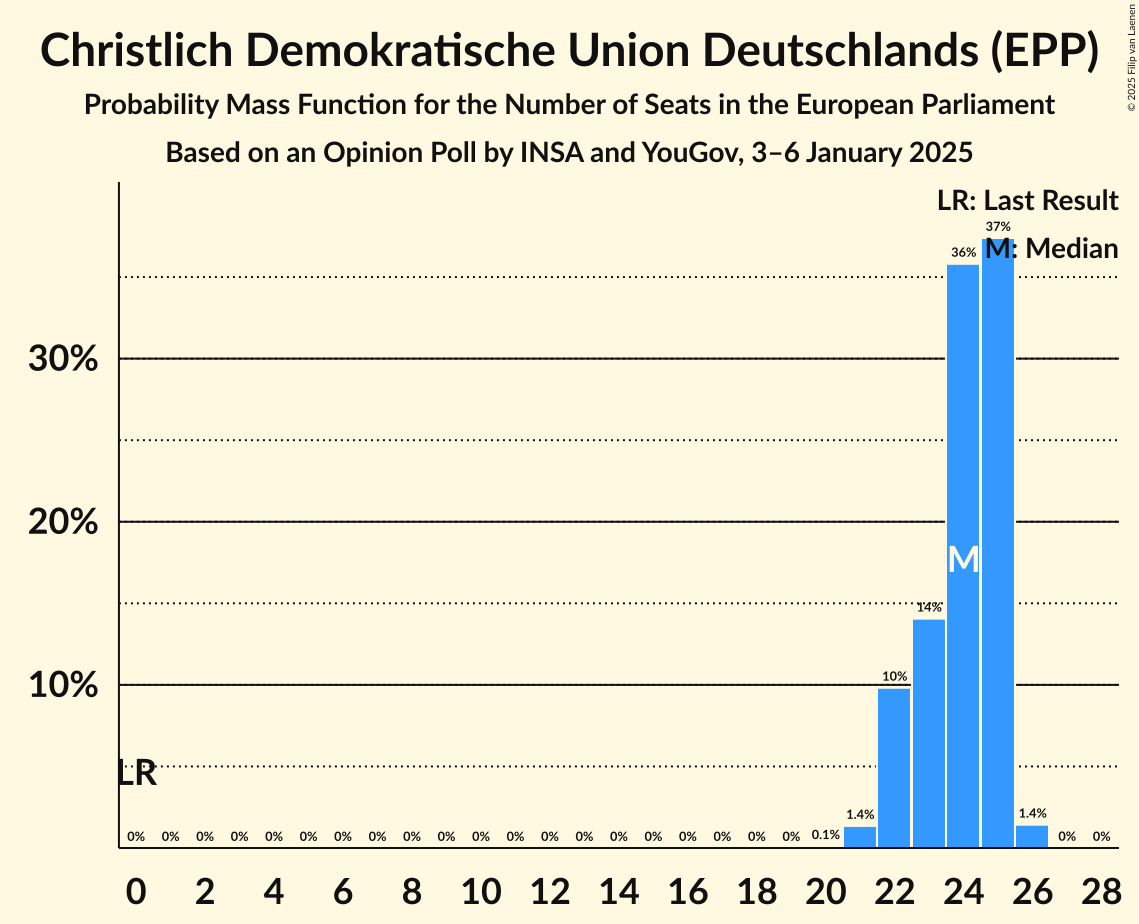 Christlich Demokratische Union Deutschlands (EPP)
Probability Mass Function for the Number of Seats in the European Parliament
Based on an Opinion Poll by INSA and YouGov, 3–6 January 2025
© 2025 Filip van Laenen
LR: Last Result
M: Median
37%
36%
30%
20%
M
14%
10%
10%
LR
0% 0% 0% 0% 0% 0% 0% 0% 0% 0% 0% 0% 0% 0% 0% 0% 0% 0% 0% 0% 0.1% 1.4% 1.4% 0% 0%
0 2 4 6 8 10 12 14 16 18 20 22 24 26 28